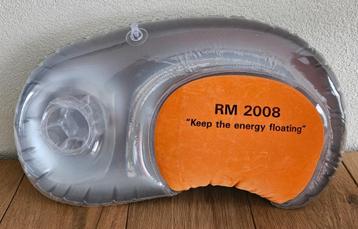 RM 2008
"Keep the energy floating"